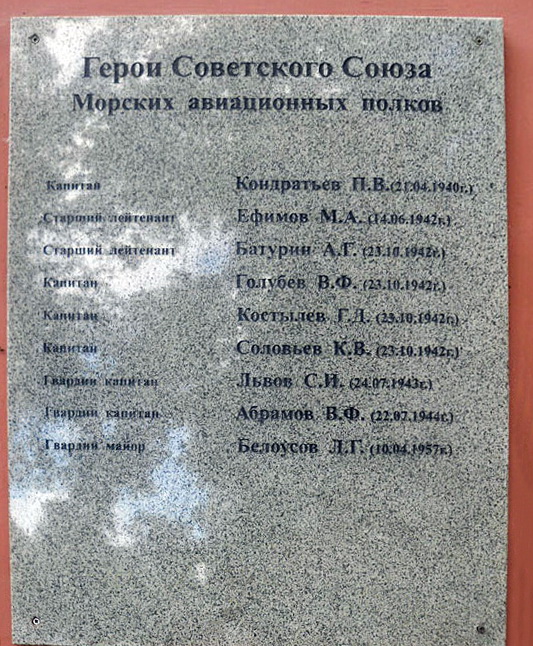 Герои Советского Союза
Морских авиационных полков
Капитан Кондратьев П.В.(21.04.1940г.)
Старший лейтенант Ефимов М.А. (14.06.1942г.)
Старший лейтенант Батурин А.Г. (23.10.1942г.)
Капитан Голубев В.Ф. (23.10.1942г.)
Капитан Костылев Г.Д. (23.10.1942г.)
Капитан Соловьев К.В. (23.10.1942г.)
Гвардии капитан Львов С.И. (24.07.1943г.)
Гвардии капитан Абрамов В.Ф. (22.07.1944г.)
Гвардии майор Белоусов Л.Г. (10.04.1957г.)